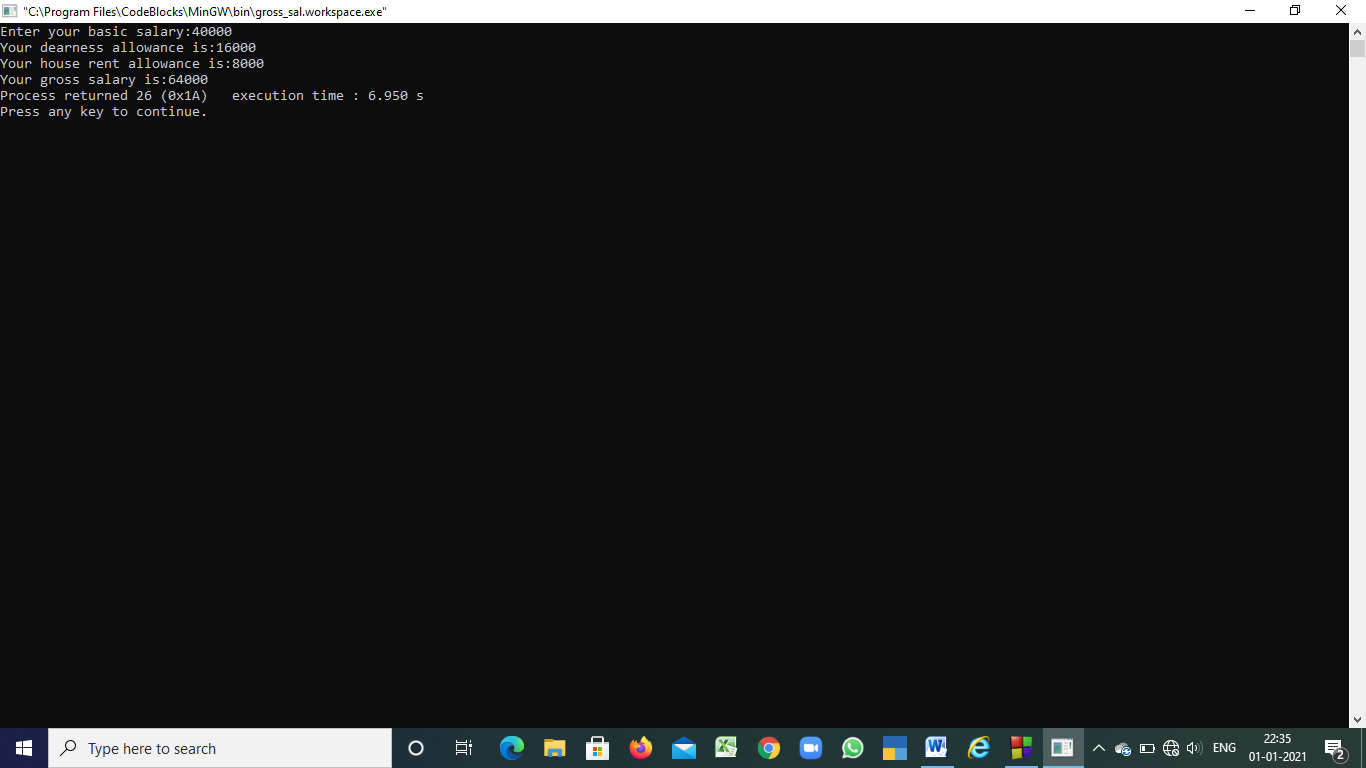 "C:\Program Files\CodeBlocks\MinGW\bin\gross_sal.workspace.exe"
Enter your basic salary:40000
Your dearness allowance is:16000
Your house rent allowance is:8000
Your gross salary is:64000
Process returned 26 (0x1A)   execution time : 6.950 s
Press any key to continue.
Type here to search
ENG
22:35
01-01-2021
2